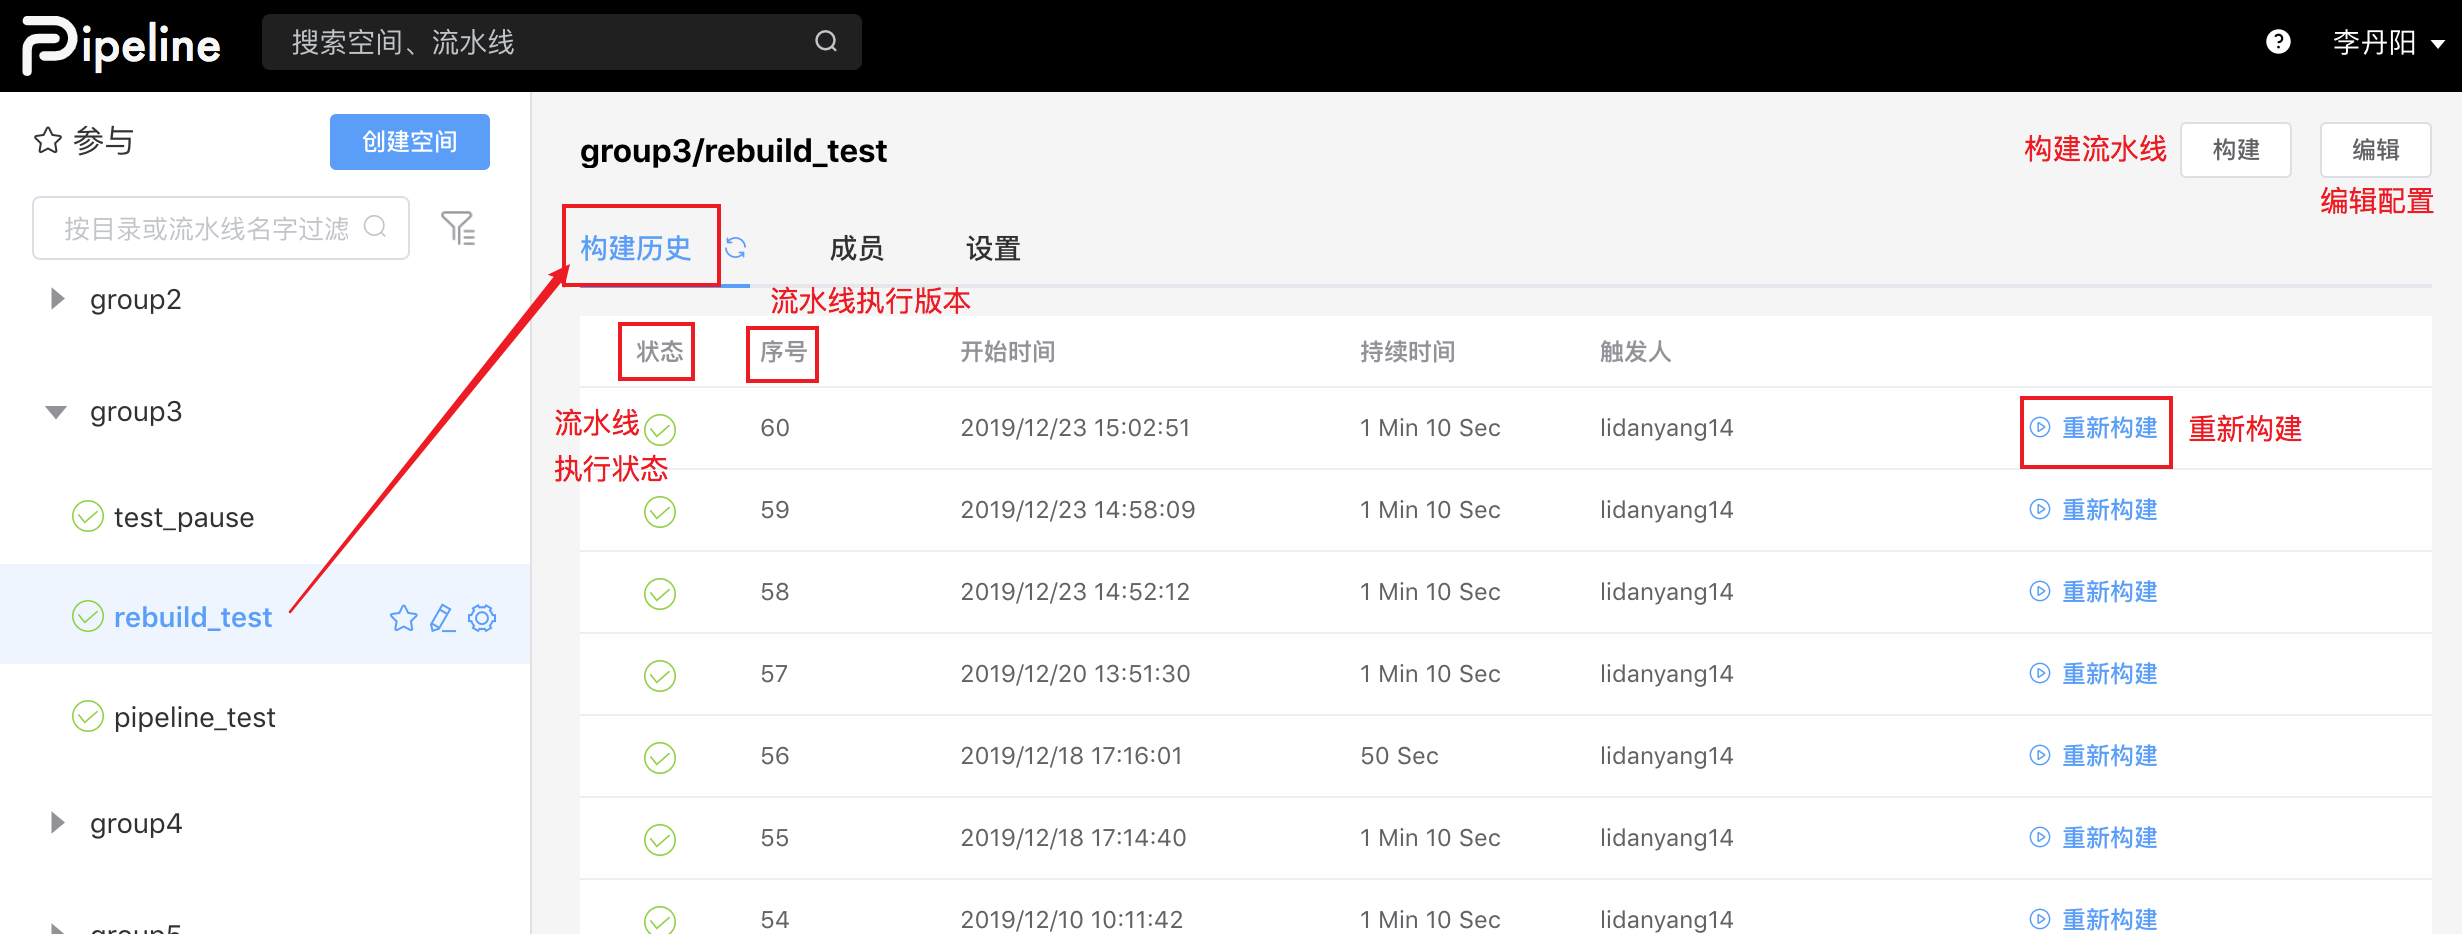 Pipeline
搜索空间、流水线
李丹阳
参与
创建空间
按目录或流水线名字过滤
group2
group3
test_pause
rebuild_test
pipeline_test
group4
group5
group3/rebuild_test
构建流水线
构建
编辑
编辑配置
构建历史
成员
设置
流水线执行版本
状态 序号 开始时间 持续时间 触发人
流水线
执行状态
60 2019/12/23 15:02:51 1 Min 10 Sec lidanyang14 重新构建 重新构建
59 2019/12/23 14:58:09 1 Min 10 Sec lidanyang14 重新构建
58 2019/12/23 14:52:12 1 Min 10 Sec lidanyang14 重新构建
57 2019/12/20 13:51:30 1 Min 10 Sec lidanyang14 重新构建
56 2019/12/18 17:16:01 50 Sec lidanyang14 重新构建
55 2019/12/18 17:14:40 1 Min 10 Sec lidanyang14 重新构建
54 2019/12/10 10:11:42 1 Min 10 Sec lidanyang14 重新构建